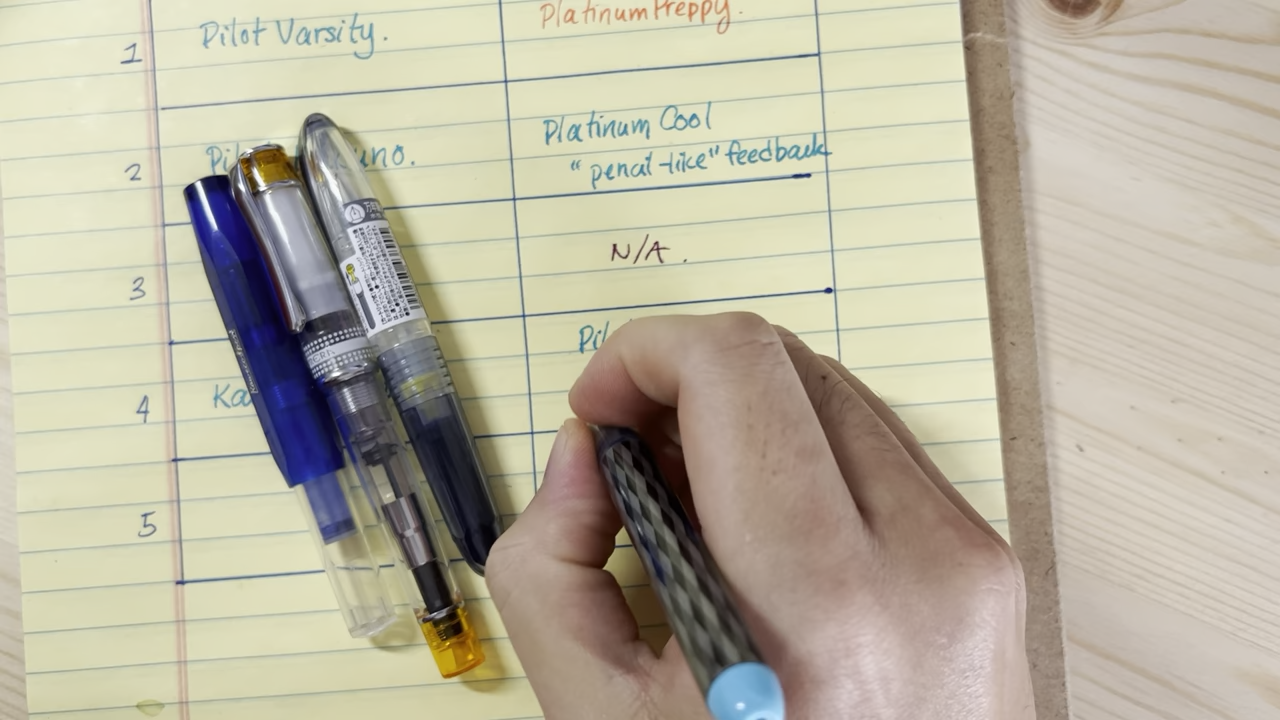 1
Pilot Varsity.
Platinum Preppy.
2
Platinum Cool
"pencil-like" feedback
3
N/A.
4
5